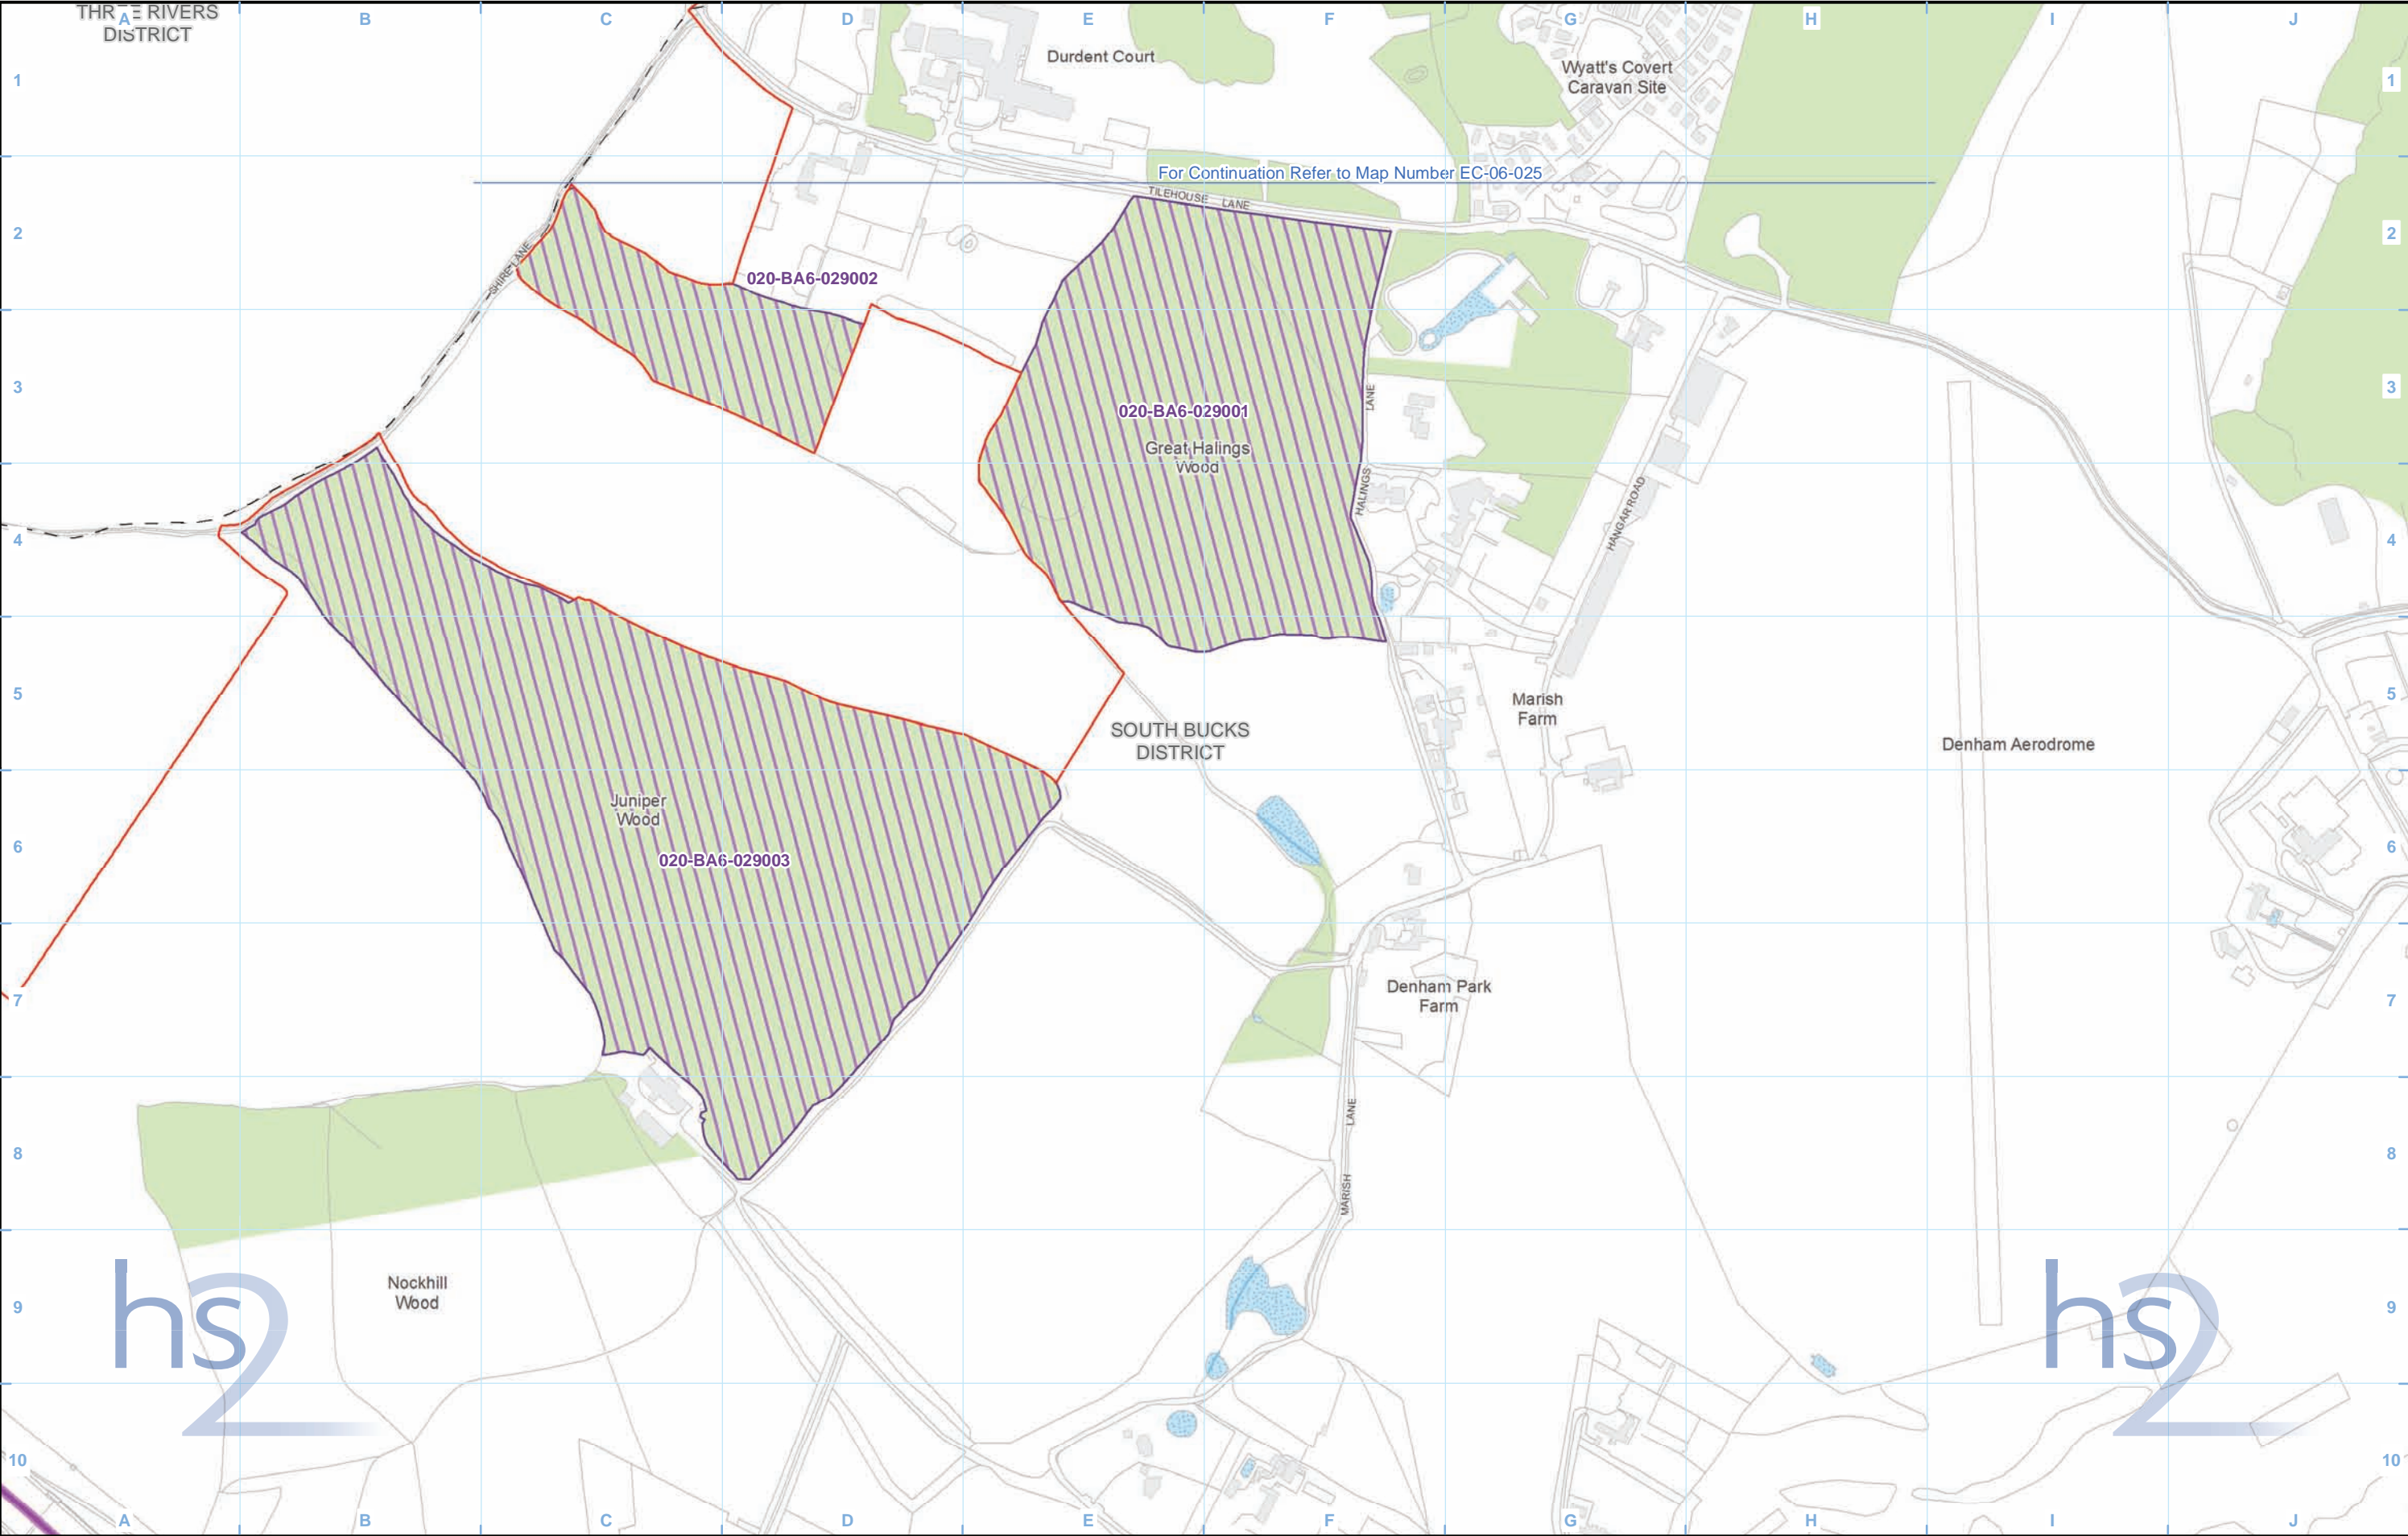 THREE RIVERS
DISTRICT
A
B
C
D
E
F
G
H
I
J
1
1
Durdent Court
Wyatt's Covert
Caravan Site
For Continuation Refer to Map Number EC-06-025
TILEHOUSE LANE
2
2
SHIRE LANE
020-BA6-029002
3
3
LANE
020-BA6-029001
Great Halings
Wood
HALINGS
HANGAR ROAD
4
4
5
5
Marish
Farm
SOUTH BUCKS
DISTRICT
Denham Aerodrome
Juniper
Wood
6
6
020-BA6-029003
7
7
Denham Park
Farm
LANE
8
8
MARISH
Nockhill
Wood
9
9
hs2
hs2
10
10
A
B
C
D
E
F
G
H
I
J